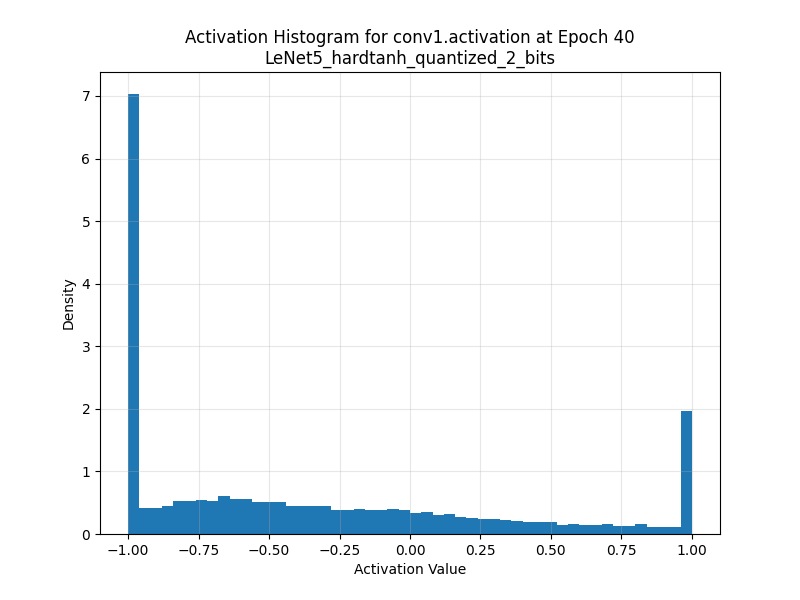 Activation Histogram for conv1.activation at Epoch 40
LeNet5_hardtanh_quantized_2_bits
Density
7
6
5
4
3
2
1
0
−1.00 −0.75 −0.50 −0.25 0.00 0.25 0.50 0.75 1.00
Activation Value